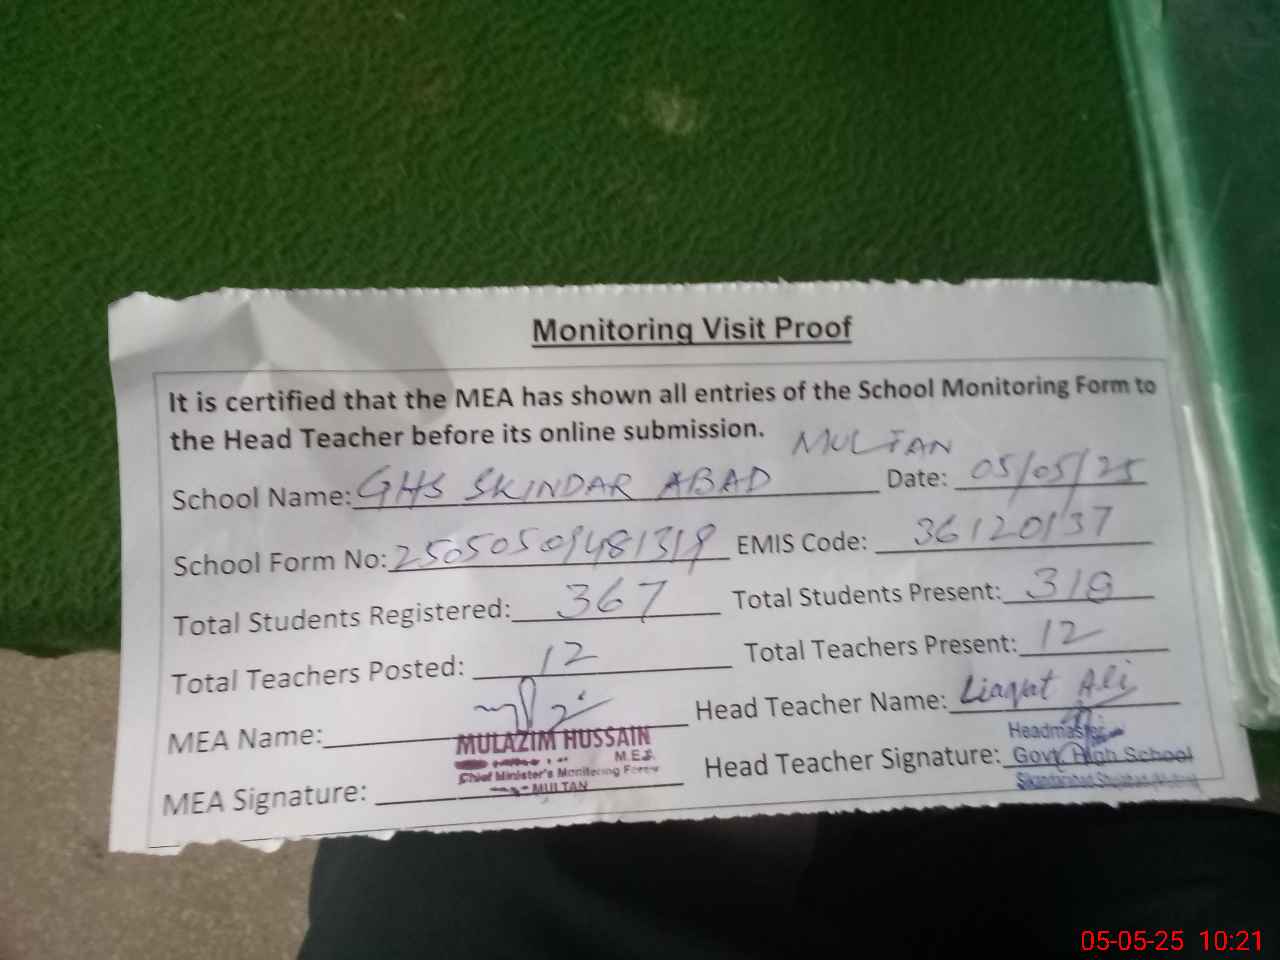 Monitoring Visit Proof
It is certified that the MEA has shown all entries of the School Monitoring Form to
the Head Teacher before its online submission.
MULTAN
School Name: GHS SKINDAR ABAD Date: 05/05/25
School Form No: 25050509481319 EMIS Code: 36120137
Total Students Registered: 367 Total Students Present:
Total Teachers Posted: 12 Total Teachers Present: 12
MEA Name: Head Teacher Name: Liaqat Ali
MULAZIM HUSSAIN
M.E.A.
Chief Minister's Monitoring Force
MULTAN
MEA Signature: Head Teacher Signature:
Headmaster
Govt. High School
05-05-25 10:21